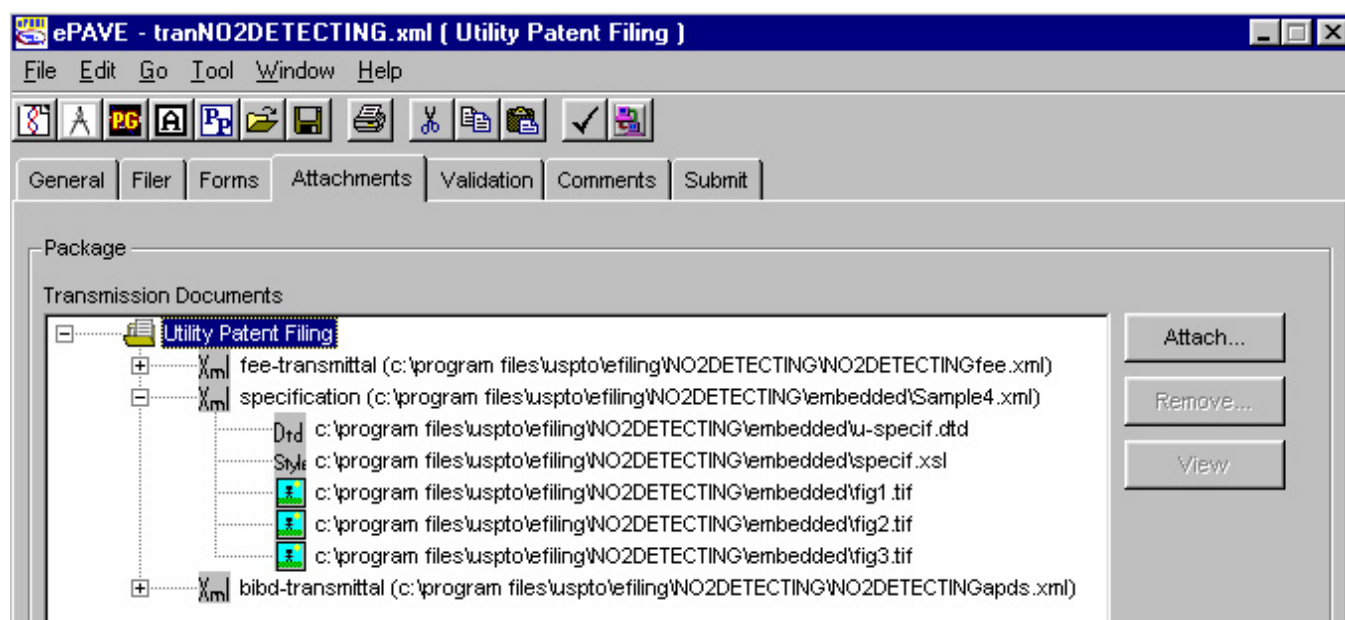 ePAVE - tranNO2DETECTING.xml ( Utility Patent Filing )
File Edit Go Tool Window Help
General Filer Forms Attachments Validation Comments Submit
Package
Transmission Documents
Utility Patent Filing
Attach...
fee-transmittal (c:\program files\uspto\efiling\NO2DETECTING\NO2DETECTINGfee.xml)
specification (c:\program files\uspto\efiling\NO2DETECTING\embedded\Sample4.xml)
Remove...
Dtd c:\program files\uspto\efiling\NO2DETECTING\embedded\u-specif.dtd
Style c:\program files\uspto\efiling\NO2DETECTING\embedded\specif.xsl
View
c:\program files\uspto\efiling\NO2DETECTING\embedded\fig1.tif
c:\program files\uspto\efiling\NO2DETECTING\embedded\fig2.tif
c:\program files\uspto\efiling\NO2DETECTING\embedded\fig3.tif
Xml bibd-transmittal (c:\program files\uspto\efiling\NO2DETECTING\NO2DETECTINGapds.xml)